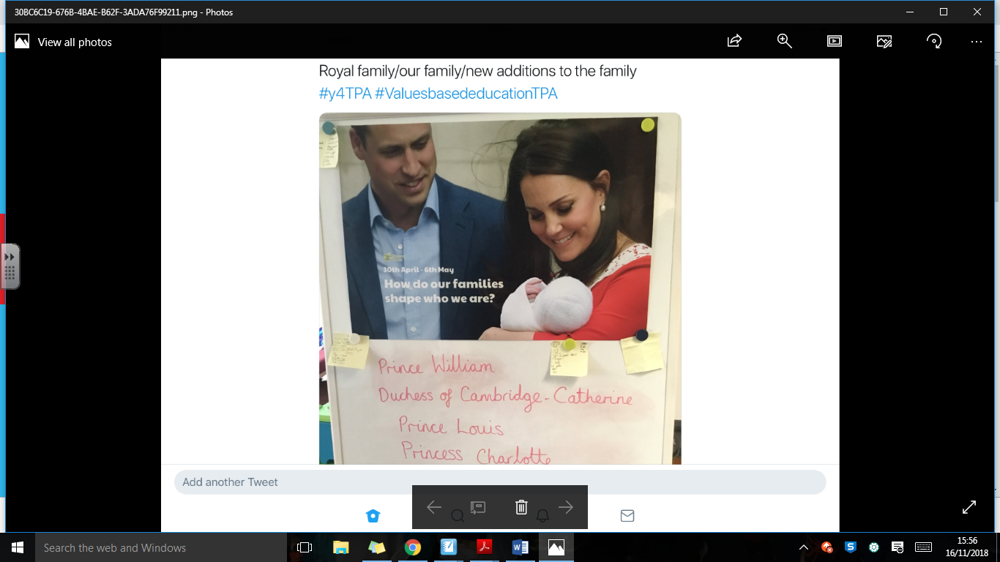 30BC6C19-676B-4BAE-B62F-3ADA76F99211.png - Photos
View all photos
Royal family/our family/new additions to the family
#y4TPA #ValuesbasededucationTPA
30th April - 6th May
How do our families
shape who we are?
Prince William
Duchess of Cambridge - Catherine
Prince Louis
Princess Charlotte
Add another Tweet
Search the web and Windows
15:56
16/11/2018